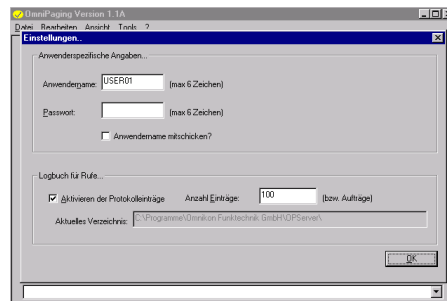 OmniPaging Version 1.1A
Datei Bearbeiten Ansicht Tools ?
Einstellungen..
Anwenderspezifische Angaben...
Anwendername: USER01 (max 6 Zeichen)
Passwort: (max 6 Zeichen)
Anwendername mitschicken?
Logbuch für Rufe...
Aktivieren der Protokolleinträge Anzahl Einträge: 100 (bzw. Aufträge)
Aktuelles Verzeichnis: C:\Programme\Omnikon Funktechnik GmbH\OPServer\
OK